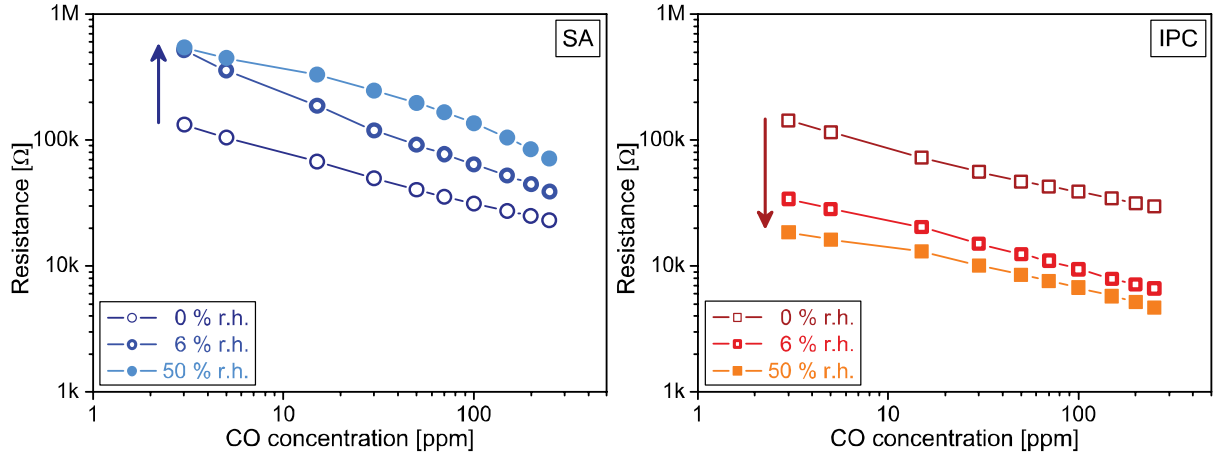 SA
1M
100k
10k
1k
Resistance [Ω]
0 % r.h.
6 % r.h.
50 % r.h.
1
10
100
CO concentration [ppm]
IPC
1M
100k
10k
1k
Resistance [Ω]
0 % r.h.
6 % r.h.
50 % r.h.
1
10
100
CO concentration [ppm]